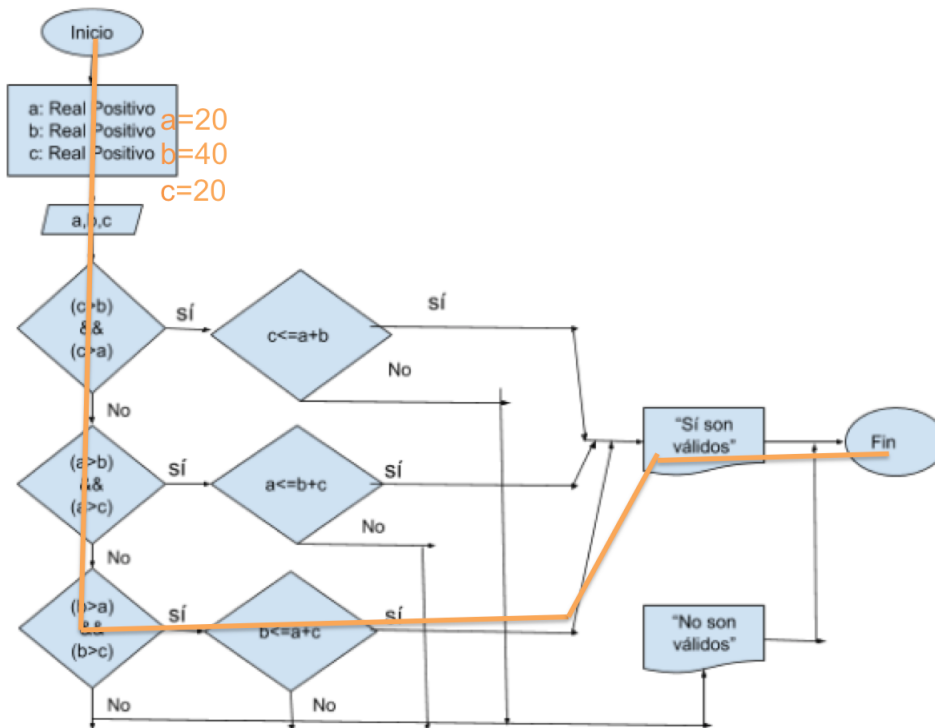 Inicio
a: Real Positivo
b: Real Positivo
c: Real Positivo
a=20
b=40
c=20
a,b,c
(c>b)
&&
(c>a)
sí
c<=a+b
sí
No
No
(a>b)
&&
(a>c)
sí
a<=b+c
sí
No
No
(b>a)
&&
(b>c)
sí
b<=a+c
sí
No
No
“Sí son
válidos”
Fin
“No son
válidos”